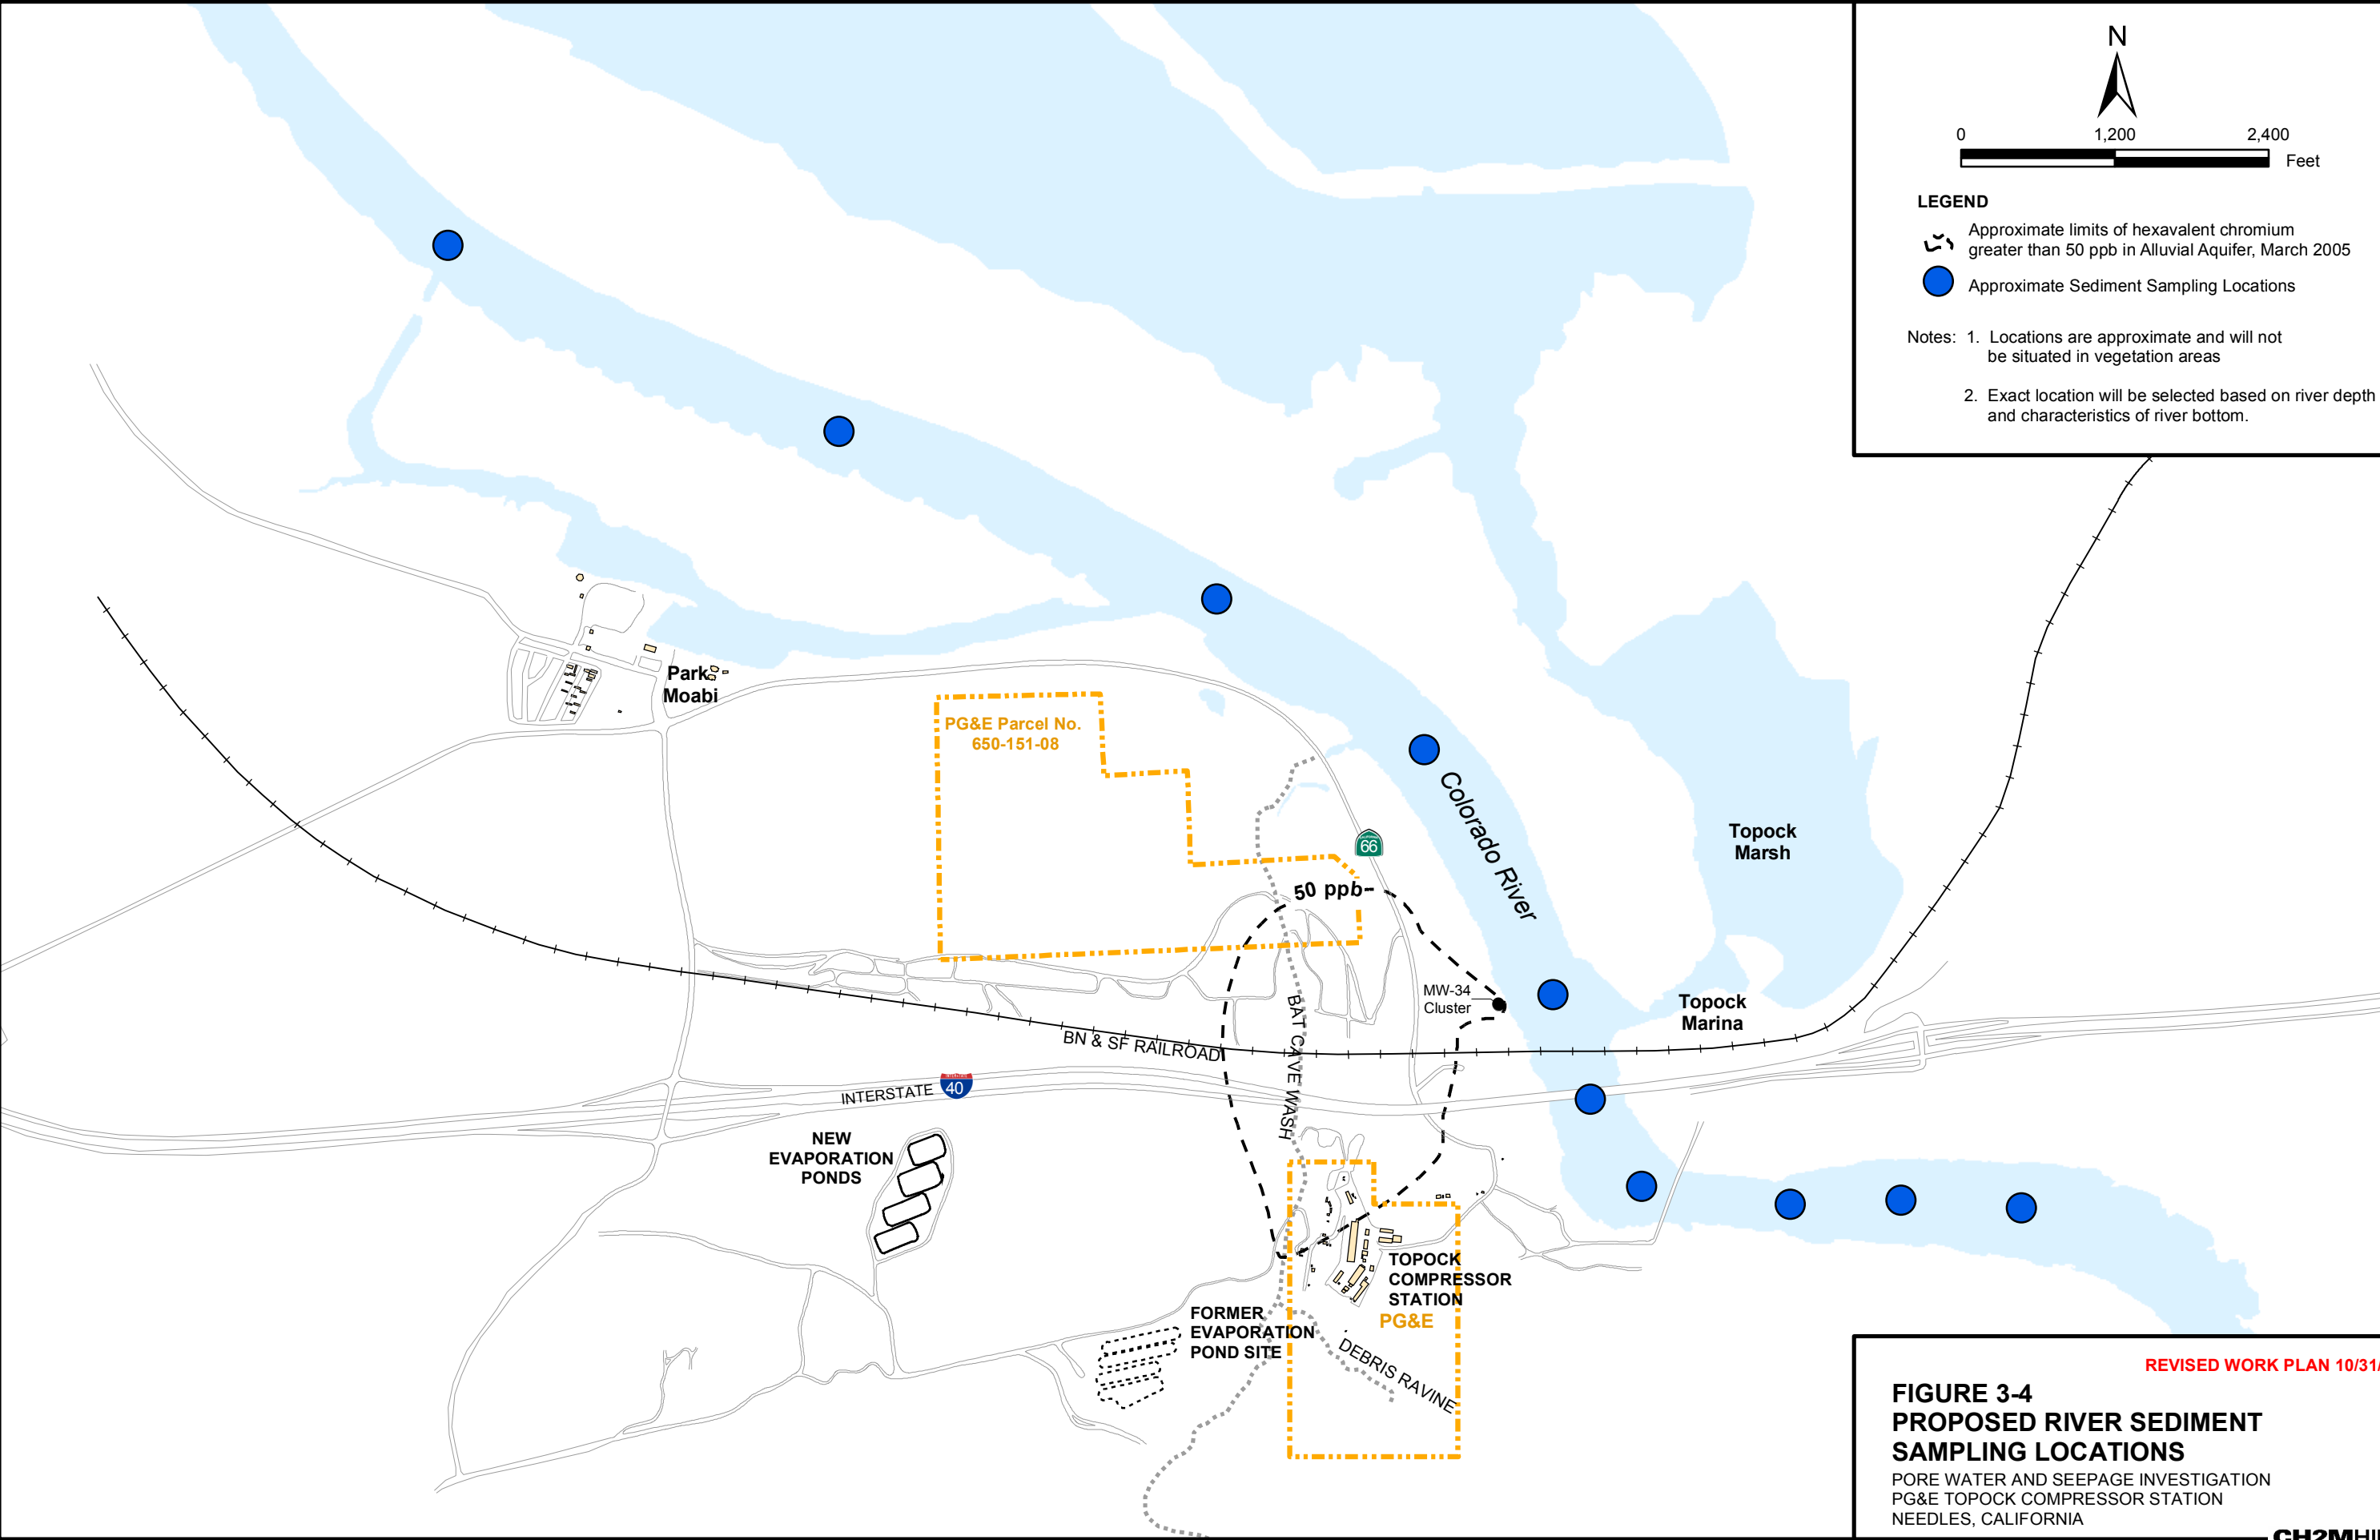 N
0 1,200 2,400
Feet
LEGEND
Approximate limits of hexavalent chromium
greater than 50 ppb in Alluvial Aquifer, March 2005
Approximate Sediment Sampling Locations
Notes: 1. Locations are approximate and will not
be situated in vegetation areas
2. Exact location will be selected based on river depth
and characteristics of river bottom.
Park
Moabi
PG&E Parcel No.
650-151-08
Colorado River
66
Topock
Marsh
50 ppb
MW-34
Cluster
Topock
Marina
BN & SF RAILROAD
BAT CAVE WASH
INTERSTATE 40
NEW
EVAPORATION
PONDS
TOPOCK
COMPRESSOR
STATION
PG&E
FORMER
EVAPORATION
POND SITE
DEBRIS RAVINE
REVISED WORK PLAN 10/31/
FIGURE 3-4
PROPOSED RIVER SEDIMENT
SAMPLING LOCATIONS
PORE WATER AND SEEPAGE INVESTIGATION
PG&E TOPOCK COMPRESSOR STATION
NEEDLES, CALIFORNIA